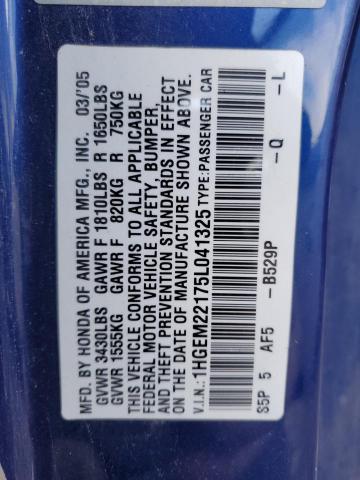 MFD. BY HONDA OF AMERICA MFG., INC. 03/'05
GVWR 3430LBS GAWR F 1810LBS R 1650LBS
GVWR 1555KG GAWR F 820KG R 750KG
THIS VEHICLE CONFORMS TO ALL APPLICABLE
FEDERAL MOTOR VEHICLE SAFETY, BUMPER,
AND THEFT PREVENTION STANDARDS IN EFFECT
ON THE DATE OF MANUFACTURE SHOWN ABOVE.
V.I.N.: 1HGEM22175L041325 TYPE: PASSENGER CAR
S5P 5 AF5 -B529P -Q -L